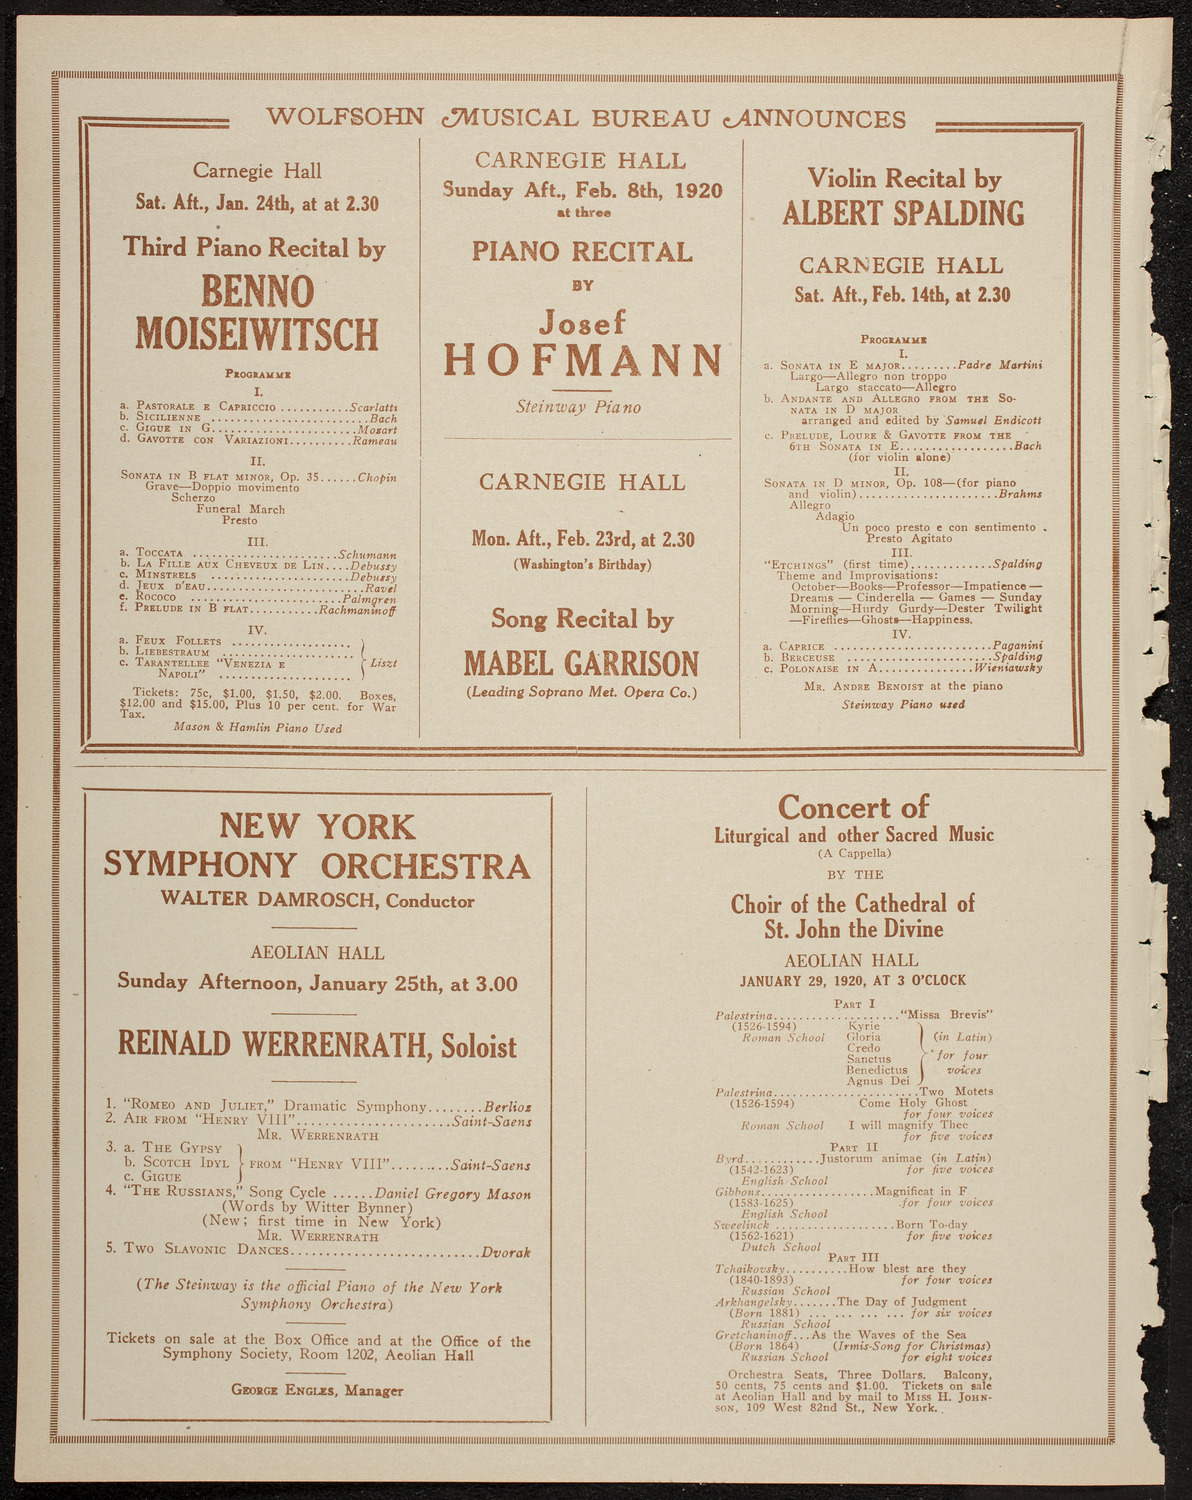 WOLFSOHN MUSICAL BUREAU ANNOUNCES
Carnegie Hall
Sat. Aft., Jan. 24th, at at 2.30
Third Piano Recital by
BENNO
MOISEIWITSCH
PROGRAMME
I.
a. PASTORALE E CAPRICCIO ...........Scarlatti
b. SICILIENNE .........................Bach
c. GIGUE IN G.......................Mozart
d. GAVOTTE CON VARIAZIONI..........Rameau
II.
SONATA IN B FLAT MINOR, Op. 35......Chopin
Grave—Doppio movimento
Scherzo
Funeral March
Presto
III.
a. TOCCATA ......................Schumann
b. LA FILLE AUX CHEVEUX DE LIN....Debussy
c. MINSTRELS .....................Debussy
d. JEUX D'EAU.........................Ravel
e. ROCOCO .......................Palmgren
f. PRELUDE IN B FLAT...........Rachmaninoff
IV.
a. FEUX FOLLETS ...................
b. LIEBESTRAUM .....................
c. TARANTELLEE "VENEZIA E
NAPOLI" ....................
Liszt
Tickets: 75c, $1.00, $1.50, $2.00. Boxes,
$12.00 and $15.00, Plus 10 per cent. for War
Tax.
Mason & Hamlin Piano Used
CARNEGIE HALL
Sunday Aft., Feb. 8th, 1920
at three
PIANO RECITAL
BY
Josef
HOFMANN
Steinway Piano
CARNEGIE HALL
Mon. Aft., Feb. 23rd, at 2.30
(Washington's Birthday)
Song Recital by
MABEL GARRISON
(Leading Soprano Met. Opera Co.)
Violin Recital by
ALBERT SPALDING
CARNEGIE HALL
Sat. Aft., Feb. 14th, at 2.30
PROGRAMME
I.
a. SONATA IN E MAJOR.........Padre Martini
Largo—Allegro non troppo
Largo staccato—Allegro
b. ANDANTE AND ALLEGRO FROM THE SO-
NATA IN D MAJOR
arranged and edited by Samuel Endicott
c. PRELUDE, LOURE & GAVOTTE FROM THE
6TH SONATA IN E.................Bach
(for violin alone)
II.
SONATA IN D MINOR, Op. 108—(for piano
and violin)......................Brahms
Allegro
Adagio
Un poco presto e con sentimento .
Presto Agitato
III.
"ETCHINGS" (first time)............Spalding
Theme and Improvisations:
October—Books—Professor—Impatience—
Dreams — Cinderella — Games — Sunday
Morning—Hurdy Gurdy—Dester Twilight
—Fireflies—Ghosts—Happiness.
IV.
a. CAPRICE ........................Paganini
b. BERCEUSE ......................Spalding
c. POLONAISE IN A..............Wieniawsky
MR. ANDRE BENOIST at the piano
Steinway Piano used
NEW YORK
SYMPHONY ORCHESTRA
WALTER DAMROSCH, Conductor
AEOLIAN HALL
Sunday Afternoon, January 25th, at 3.00
REINALD WERRENRATH, Soloist
1. "ROMEO AND JULIET," Dramatic Symphony........Berlioz
2. AIR FROM "HENRY VIII"......................Saint-Saens
MR. WERRENRATH
3. a. THE GYPSY
b. SCOTCH IDYL
c. GIGUE
FROM "HENRY VIII".........Saint-Saens
4. "THE RUSSIANS," Song Cycle ......Daniel Gregory Mason
(Words by Witter Bynner)
(New; first time in New York)
MR. WERRENRATH
5. TWO SLAVONIC DANCES...........................Dvorak
(The Steinway is the official Piano of the New York
Symphony Orchestra)
Tickets on sale at the Box Office and at the Office of the
Symphony Society, Room 1202, Aeolian Hall
GEORGE ENGLES, Manager
Concert of
Liturgical and other Sacred Music
(A Cappella)
BY THE
Choir of the Cathedral of
St. John the Divine
AEOLIAN HALL
JANUARY 29, 1920, AT 3 O'CLOCK
PART I
Palestrina...................."Missa Brevis"
(1526-1594) Kyrie
Roman School Gloria (in Latin)
Credo
Sanctus for four
Benedictus voices
Agnus Dei
Palestrina.......................Two Motets
(1526-1594) Come Holy Ghost
for four voices
Roman School I will magnify Thee
for five voices
PART II
Byrd............Justorum animae (in Latin)
(1542-1623) for five voices
English School
Gibbons..................Magnificat in F
(1583-1625) for four voices
English School
Sweelinck ...................Born To-day
(1562-1621) for five voices
Dutch School
PART III
Tchaikovsky..........How blest are they
(1840-1893) for four voices
Russian School
Arkhangelsky.......The Day of Judgment
(Born 1881) ... ... ... ... for six voices
Russian School
Gretchaninoff...As the Waves of the Sea
(Born 1864) (Irmis-Song for Christmas)
Russian School for eight voices
Orchestra Seats, Three Dollars. Balcony,
50 cents, 75 cents and $1.00. Tickets on sale
at Aeolian Hall and by mail to MISS H. JOHN-
SON, 109 West 82nd St., New York.